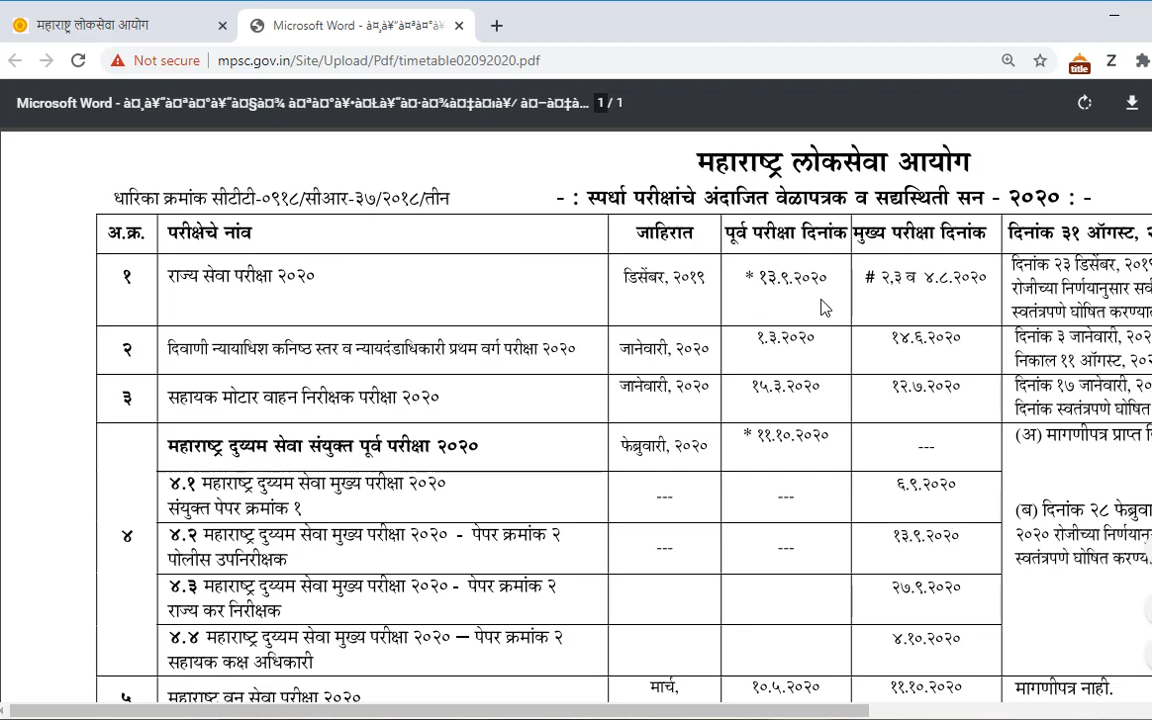 महाराष्ट्र लोकसेवा आयोग
Microsoft Word - à¤¸à¥ˆà¤ªà¤°à¥
Not secure
mpsc.gov.in/Site/Upload/Pdf/timetable02092020.pdf
title
Z
Microsoft Word -
1 / 1
महाराष्ट्र लोकसेवा आयोग
धारिका क्रमांक सीटीटी-०९१८/सीआर-३७/२०१८/तीन
- : स्पर्धा परीक्षांचे अंदाजित वेळापत्रक व सद्यस्थिती सन - २०२० : -
अ.क्र. परीक्षेचे नांव जाहिरात पूर्व परीक्षा दिनांक मुख्य परीक्षा दिनांक दिनांक ३१ ऑगस्ट,
१ राज्य सेवा परीक्षा २०२० डिसेंबर, २०१९ * १३.९.२०२० # २,३ व ४.८.२०२० दिनांक २३ डिसेंबर, २०१९
रोजीच्या निर्णयानुसार
स्वतंत्रपणे घोषित
२ दिवाणी न्यायाधिश कनिष्ठ स्तर व न्यायदंडाधिकारी प्रथम वर्ग परीक्षा २०२० जानेवारी, २०२० १.३.२०२० १४.६.२०२० दिनांक ३ जानेवारी,
निकाल ११ ऑगस्ट,
३ सहायक मोटार वाहन निरीक्षक परीक्षा २०२० जानेवारी, २०२० १५.३.२०२० १२.७.२०२० दिनांक १७ जानेवारी,
दिनांक स्वतंत्रपणे घोषित
महाराष्ट्र दुय्यम सेवा संयुक्त पूर्व परीक्षा २०२० फेब्रुवारी, २०२० * ११.१०.२०२० --- (अ) मागणीपत्र प्राप्त
४.१ महाराष्ट्र दुय्यम सेवा मुख्य परीक्षा २०२० --- --- ६.९.२०२०
संयुक्त पेपर क्रमांक १ (ब) दिनांक २८
४ ४.२ महाराष्ट्र दुय्यम सेवा मुख्य परीक्षा २०२० - पेपर क्रमांक २ --- --- १३.९.२०२० २०२० रोजीच्या
पोलीस उपनिरीक्षक स्वतंत्रपणे घोषित
४.३ महाराष्ट्र दुय्यम सेवा मुख्य परीक्षा २०२०- पेपर क्रमांक २ २७.९.२०२०
राज्य कर निरीक्षक
४.४ महाराष्ट्र दुय्यम सेवा मुख्य परीक्षा २०२० – पेपर क्रमांक २ ४.१०.२०२०
सहायक कक्ष अधिकारी
५ महाराष्ट्र वन सेवा परीक्षा २०२० मार्च, १०.५.२०२० ११.१०.२०२० मागणीपत्र नाही.